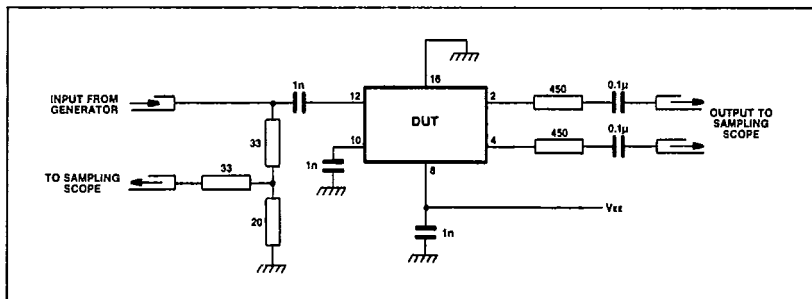 16
1n
12
2
450
0.1µ
INPUT FROM
GENERATOR
DUT
OUTPUT TO
SAMPLING
SCOPE
33
10
4
450
0.1µ
1n
8
TO SAMPLING
SCOPE
33
20
VEE
1n